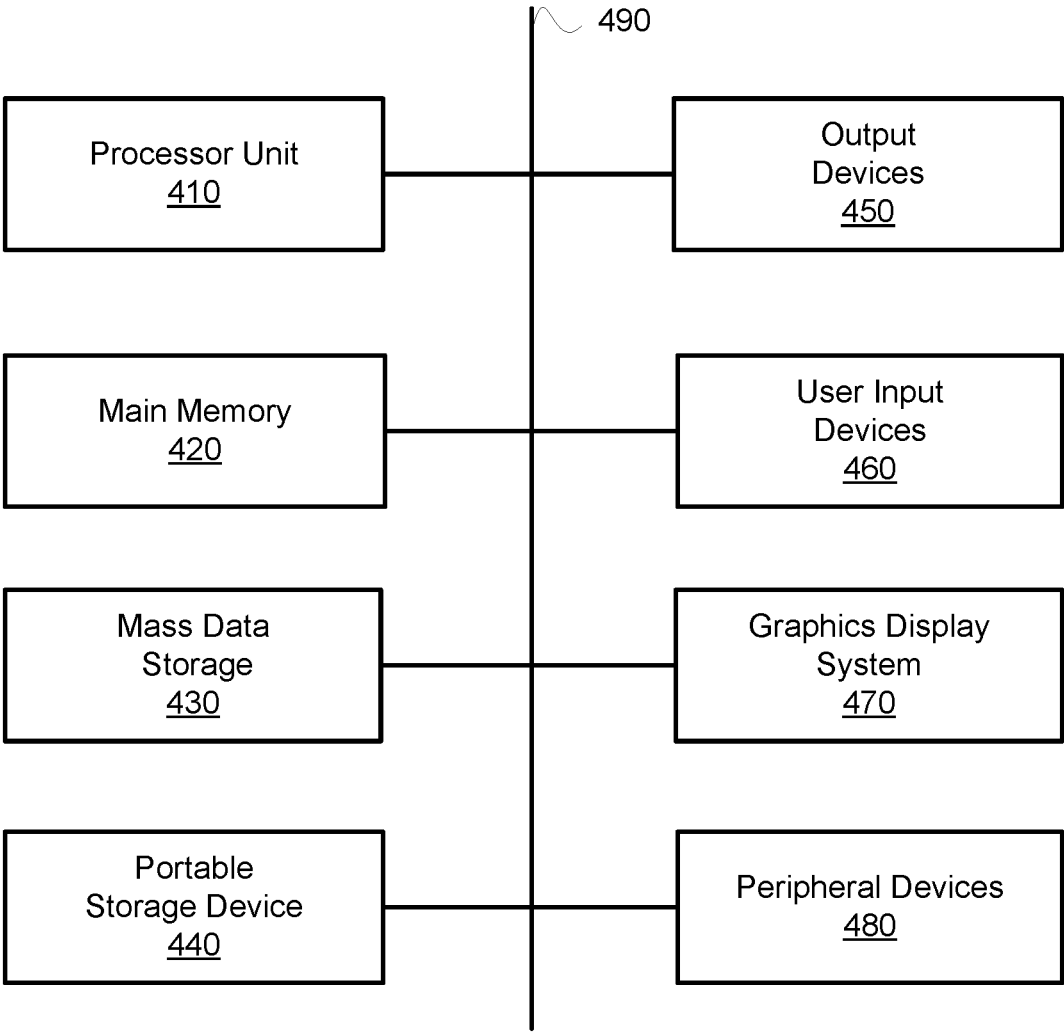 490
Processor Unit
410
Output
Devices
450
Main Memory
420
User Input
Devices
460
Mass Data
Storage
430
Graphics Display
System
470
Portable
Storage Device
440
Peripheral Devices
480